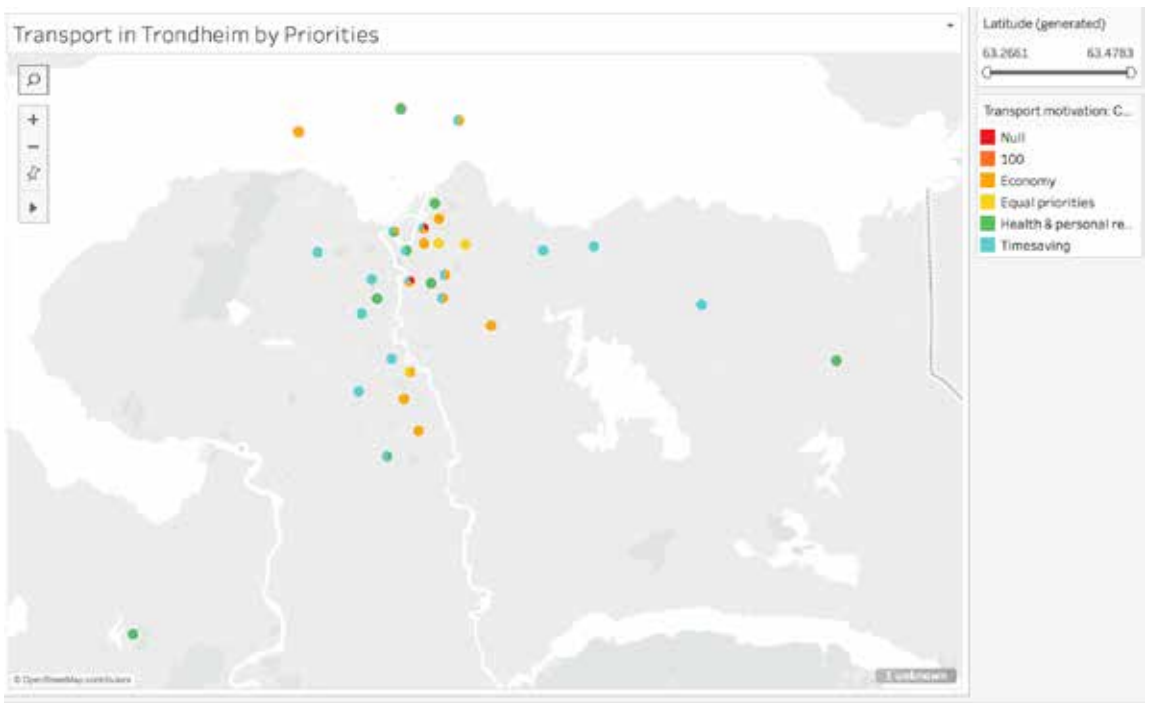 Transport in Trondheim by Priorities
Latitude (generated)
63.2661 63.4783
Transport motivation: C...
Null
100
Economy
Equal priorities
Health & personal re...
Timesaving
© OpenStreetMap contributors
1 unknown